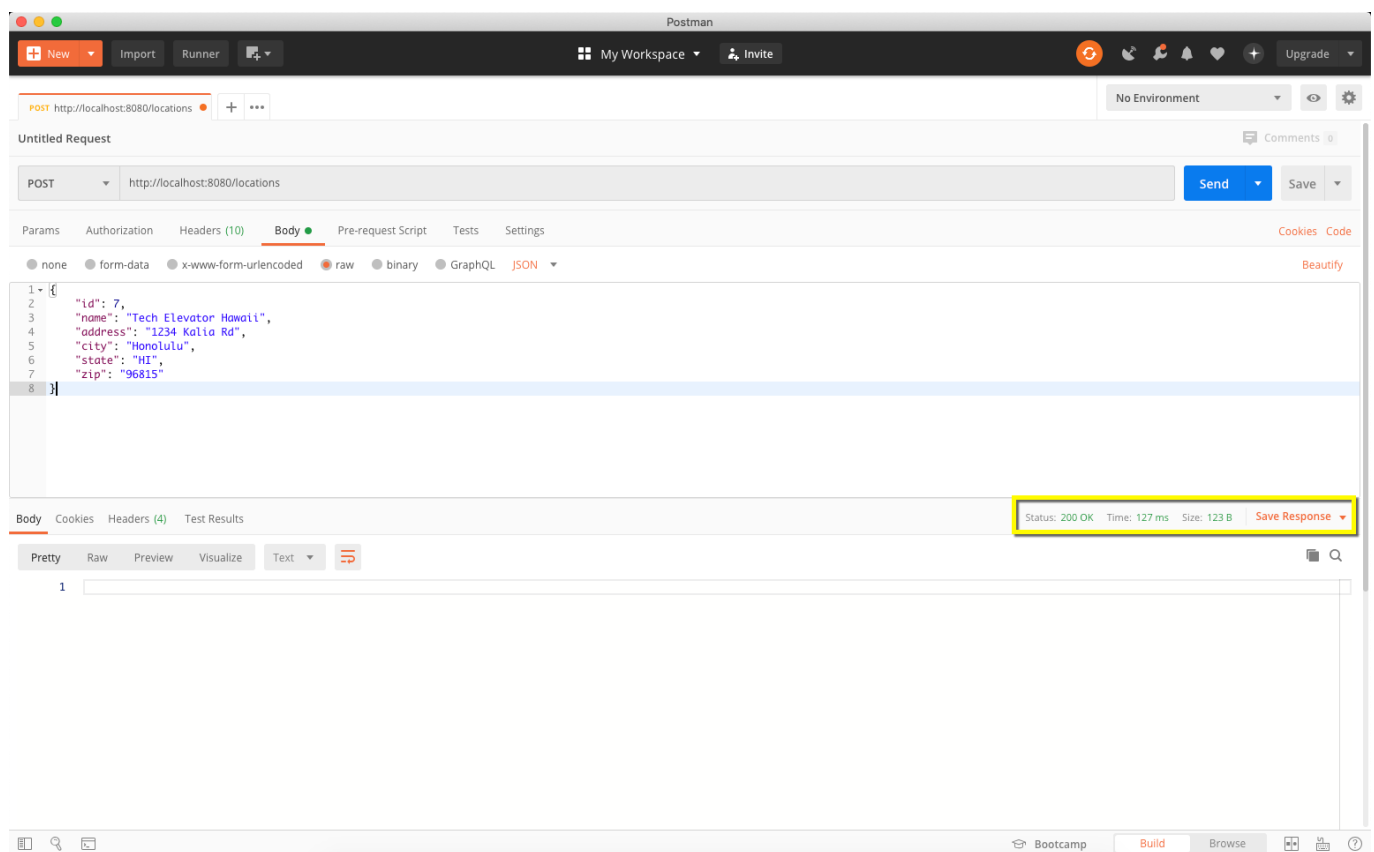 Postman
New Import Runner My Workspace Invite Upgrade
POST http://localhost:8080/locations No Environment
Untitled Request Comments 0
POST http://localhost:8080/locations Send Save
Params Authorization Headers (10) Body Pre-request Script Tests Settings Cookies Code
none form-data x-www-form-urlencoded raw binary GraphQL JSON Beautify
1 {
2 "id": 7,
3 "name": "Tech Elevator Hawaii",
4 "address": "1234 Kalia Rd",
5 "city": "Honolulu",
6 "state": "HI",
7 "zip": "96815"
8 }
Body Cookies Headers (4) Test Results Status: 200 OK Time: 127 ms Size: 123 B Save Response
Pretty Raw Preview Visualize Text
1
Bootcamp Build Browse